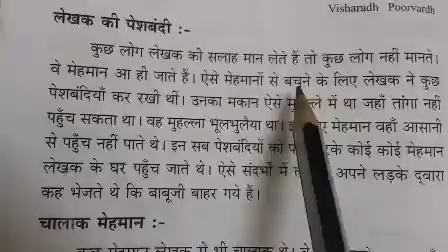 Visharadh Poorvardh
लेखक की पेशबंदी :-
कुछ लोग लेखक की सलाह मान लेते हैं तो कुछ लोग नहीं मानते।
वे मेहमान आ ही जाते हैं। ऐसे मेहमानों से बचने के लिए लेखक ने कुछ
पेशबंदियाँ कर रखी थीं। उनका मकान ऐसे में था जहाँ तांगा नहीं
पहुँच सकता था। वह मुहल्ला भूलभुलैया था। मेहमान वहाँ आसानी
से पहुँच नहीं पाते थे। इन सब पेशबंदियों को कोई कोई मेहमान
लेखक के घर पहुँच जाते थे। ऐसे संदर्भों में अपने लड़के द्वारा
कह भेजते थे कि बाबूजी बाहर गये हैं।
चालाक मेहमान :-
मेहमान लेखक से भी चालाक थे।